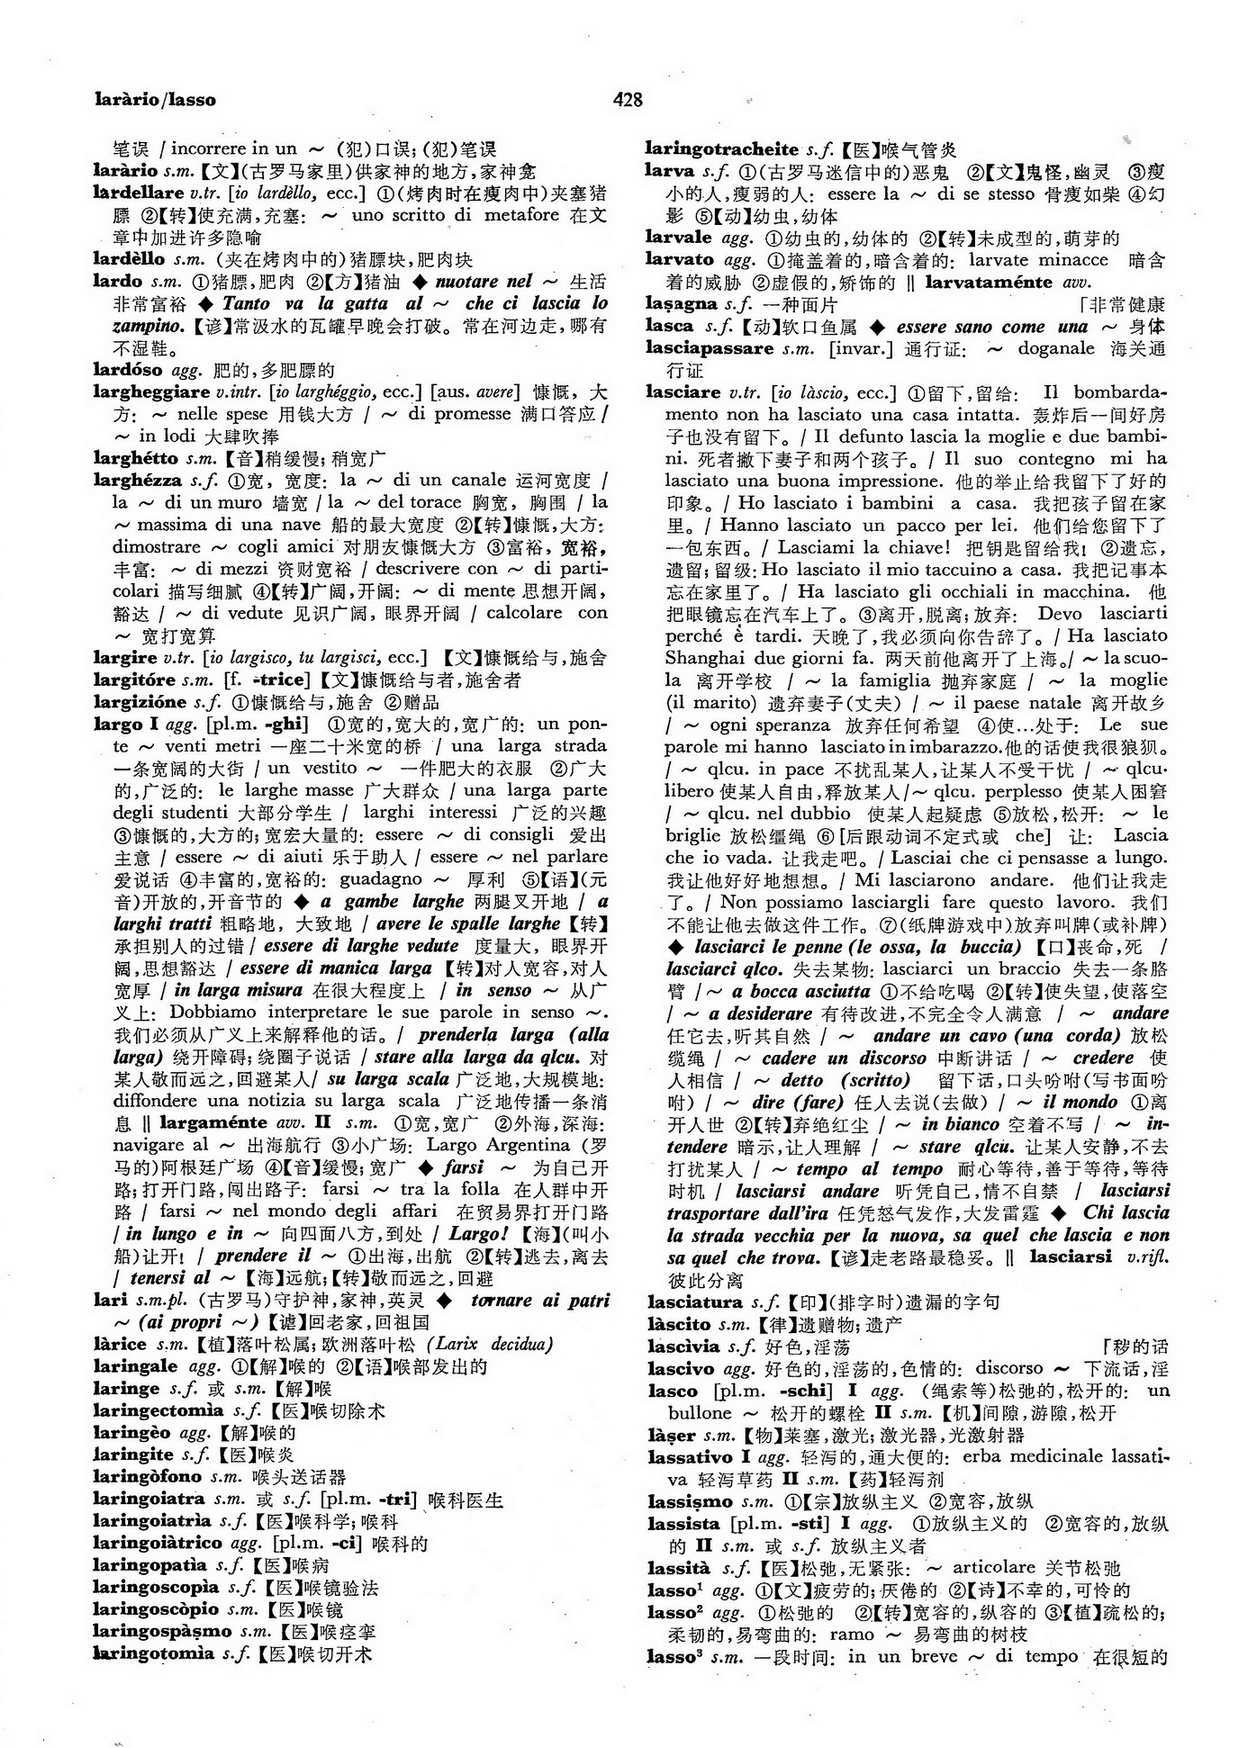 laràrio/lasso
428
笔误 / incorrere in un ～ (犯)口误; (犯)笔误
laràrio s.m.【文】(古罗马家里)供家神的地方,家神龛
lardellare v.tr. [io lardèllo, ecc.] ①(烤肉时在瘦肉中)夹塞猪
膘 ②【转】使充满,充塞: ～ uno scritto di metafore 在文
章中加进许多隐喻
lardèllo s.m. (夹在烤肉中的)猪膘块,肥肉块
lardo s.m. ①猪膘,肥肉 ②【方】猪油 ◆ nuotare nel ～ 生活
非常富裕 ◆ Tanto va la gatta al ～ che ci lascia lo
zampino.【谚】常汲水的瓦罐早晚会打破。常在河边走,哪有
不湿鞋。
lardóso agg. 肥的,多肥膘的
largheggiare v.intr. [io larghéggio, ecc.] [aus. avere] 慷慨, 大
方: ～ nelle spese 用钱大方 / ～ di promesse 满口答应 /
～ in lodi 大肆吹捧
larghétto s.m.【音】稍缓慢; 稍宽广
larghézza s.f. ①宽, 宽度: la ～ di un canale 运河宽度 /
la ～ di un muro 墙宽 / la ～ del torace 胸宽, 胸围 / la
～ massima di una nave 船的最大宽度 ②【转】慷慨,大方:
dimostrare ～ cogli amici 对朋友慷慨大方 ③富裕, 宽裕,
丰富: ～ di mezzi 资财宽裕 / descrivere con ～ di parti-
colari 描写细腻 ④【转】广阔,开阔: ～ di mente 思想开阔,
豁达 / ～ di vedute 见识广阔, 眼界开阔 / calcolare con
～ 宽打宽算
largire v.tr. [io largisco, tu largisci, ecc.] 【文】慷慨给与,施舍
largitóre s.m. [f. -trice]【文】慷慨给与者,施舍者
largizióne s.f. ①慷慨给与,施舍 ②赠品
largo I agg. [pl.m. -ghi] ①宽的,宽大的,宽广的: un pon-
te ～ venti metri 一座二十米宽的桥 / una larga strada
一条宽阔的大街 / un vestito ～ 一件肥大的衣服 ②广大
的,广泛的: le larghe masse 广大群众 / una larga parte
degli studenti 大部分学生 / larghi interessi 广泛的兴趣
③慷慨的,大方的; 宽宏大量的: essere ～ di consigli 爱出
主意 / essere ～ di aiuti 乐于助人 / essere ～ nel parlare
爱说话 ④丰富的,宽裕的: guadagno ～ 厚利 ⑤【语】(元
音)开放的,开音节的 ◆ a gambe larghe 两腿叉开地 / a
larghi tratti 粗略地, 大致地 / avere le spalle larghe【转】
承担别人的过错 / essere di larghe vedute 度量大, 眼界开
阔,思想豁达 / essere di manica larga【转】对人宽容,对人
宽厚 / in larga misura 在很大程度上 / in senso ～ 从广
义上: Dobbiamo interpretare le sue parole in senso ～.
我们必须从广义上来解释他的话。/ prenderla larga (alla
larga) 绕开障碍; 绕圈子说话 / stare alla larga da qlcu. 对
某人敬而远之,回避某人 / su larga scala 广泛地,大规模地:
diffondere una notizia su larga scala 广泛地传播一条消
息 ‖ largaménte avv. II s.m. ①宽,宽广 ②外海,深海:
navigare al ～ 出海航行 ③小广场: Largo Argentina (罗
马的)阿根廷广场 ④【音】缓慢; 宽广 ◆ farsi ～ 为自己开
路; 打开门路,闯出路子: farsi ～ tra la folla 在人群中开
路 / farsi ～ nel mondo degli affari 在贸易界打开门路
/ in lungo e in ～ 向四面八方,到处 / Largo!【海】(叫小
船)让开! / prendere il ～ ①出海,出航 ②【转】逃去,离去
/ tenersi al ～【海】远航;【转】敬而远之,回避
lari s.m.pl. (古罗马)守护神,家神,英灵 ◆ tornare ai patri
～ (ai propri ～)【谑】回老家,回祖国
làrice s.m.【植】落叶松属; 欧洲落叶松 (Larix decidua)
laringale agg. ①【解】喉的 ②【语】喉部发出的
laringe s.f. 或 s.m.【解】喉
laringectomìa s.f.【医】喉切除术
laringèo agg.【解】喉的
laringite s.f.【医】喉炎
laringòfono s.m. 喉头送话器
laringoiatra s.m. 或 s.f. [pl.m. -tri] 喉科医生
laringoiatrìa s.f.【医】喉科学; 喉科
laringoiàtrico agg. [pl.m. -ci] 喉科的
laringopatìa s.f.【医】喉病
laringoscopìa s.f.【医】喉镜验法
laringoscòpio s.m.【医】喉镜
laringospàṣmo s.m.【医】喉痉挛
laringotomìa s.f.【医】喉切开术
laringotracheite s.f.【医】喉气管炎
larva s.f. ①(古罗马迷信中的)恶鬼 ②【文】鬼怪,幽灵 ③瘦
小的人,瘦弱的人: essere la ～ di se stesso 骨瘦如柴 ④幻
影 ⑤【动】幼虫,幼体
larvale agg. ①幼虫的,幼体的 ②【转】未成型的,萌芽的
larvato agg. ①掩盖着的,暗含着的: larvate minacce 暗含
着的威胁 ②虚假的,矫饰的 ‖ larvataménte avv.
laṣagna s.f. 一种面片 「非常健康
lasca s.f.【动】软口鱼属 ◆ essere sano come una ～ 身体
lasciapassare s.m. [invar.] 通行证: ～ doganale 海关通
行证
lasciare v.tr. [io làscio, ecc.] ①留下,留给: Il bombarda-
mento non ha lasciato una casa intatta. 轰炸后一间好房
子也没有留下。/ Il defunto lascia la moglie e due bambi-
ni. 死者撇下妻子和两个孩子。/ Il suo contegno mi ha
lasciato una buona impressione. 他的举止给我留下了好的
印象。/ Ho lasciato i bambini a casa. 我把孩子留在家
里。/ Hanno lasciato un pacco per lei. 他们给您留下了
一包东西。/ Lasciami la chiave! 把钥匙留给我! ②遗忘,
遗留; 留级: Ho lasciato il mio taccuino a casa. 我把记事本
忘在家里了。/ Ha lasciato gli occhiali in macchina. 他
把眼镜忘在汽车上了。③离开,脱离; 放弃: Devo lasciarti
perché è tardi. 天晚了,我必须向你告辞了。/ Ha lasciato
Shanghai due giorni fa. 两天前他离开了上海。/ ～ la scuo-
la 离开学校 / ～ la famiglia 抛弃家庭 / ～ la moglie
(il marito) 遗弃妻子(丈夫) / ～ il paese natale 离开故乡
/ ～ ogni speranza 放弃任何希望 ④使…处于: Le sue
parole mi hanno lasciato in imbarazzo.他的话使我很狼狈。
/ ～ qlcu. in pace 不扰乱某人,让某人不受干忧 / ～ qlcu.
libero 使某人自由,释放某人 / ～ qlcu. perplesso 使某人困窘
/ ～ qlcu. nel dubbio 使某人起疑虑 ⑤放松,松开: ～ le
briglie 放松缰绳 ⑥[后跟动词不定式或 che] 让: Lascia
che io vada. 让我走吧。/ Lasciai che ci pensasse a lungo.
我让他好好地想想。/ Mi lasciarono andare. 他们让我走
了。/ Non possiamo lasciargli fare questo lavoro. 我们
不能让他去做这件工作。⑦(纸牌游戏中)放弃叫牌(或补牌)
◆ lasciarci le penne (le ossa, la buccia)【口】丧命,死 /
lasciarci qlco. 失去某物: lasciarci un braccio 失去一条胳
臂 / ～ a bocca asciutta ①不给吃喝 ②【转】使失望,使落空
/ ～ a desiderare 有待改进,不完全令人满意 / ～ andare
任它去,听其自然 / ～ andare un cavo (una corda) 放松
缆绳 / ～ cadere un discorso 中断讲话 / ～ credere 使
人相信 / ～ detto (scritto) 留下话,口头吩咐(写书面吩
咐) / ～ dire (fare) 任人去说(去做) / ～ il mondo ①离
开人世 ②【转】弃绝红尘 / ～ in bianco 空着不写 / ～ in-
tendere 暗示,让人理解 / ～ stare qlcu. 让某人安静,不去
打扰某人 / ～ tempo al tempo 耐心等待,善于等待,等待
时机 / lasciarsi andare 听凭自己,情不自禁 / lasciarsi
trasportare dall'ira 任凭怒气发作,大发雷霆 ◆ Chi lascia
la strada vecchia per la nuova, sa quel che lascia e non
sa quel che trova.【谚】走老路最稳妥。‖ lasciarsi v.rifl.
彼此分离
lasciatura s.f.【印】(排字时)遗漏的字句
làscito s.m.【律】遗赠物; 遗产
lascìvia s.f. 好色,淫荡 「秽的话
lascivo agg. 好色的,淫荡的,色情的: discorso ～ 下流话,淫
lasco [pl.m. -schi] I agg. (绳索等)松弛的,松开的: un
bullone ～ 松开的螺栓 II s.m.【机】间隙,游隙,松开
làṣer s.m.【物】莱塞,激光; 激光器,光激射器
lassativo I agg. 轻泻的,通大便的: erba medicinale lassati-
va 轻泻草药 II s.m.【药】轻泻剂
lassiṣmo s.m. ①【宗】放纵主义 ②宽容,放纵
lassista [pl.m. -sti] I agg. ①放纵主义的 ②宽容的,放纵
的 II s.m. 或 s.f. 放纵主义者
lassità s.f.【医】松弛,无紧张: ～ articolare 关节松弛
lasso¹ agg. ①【文】疲劳的; 厌倦的 ②【诗】不幸的,可怜的
lasso² agg. ①松弛的 ②【转】宽容的,纵容的 ③【植】疏松的;
柔韧的,易弯曲的: ramo ～ 易弯曲的树枝
lasso³ s.m. 一段时间: in un breve ～ di tempo 在很短的